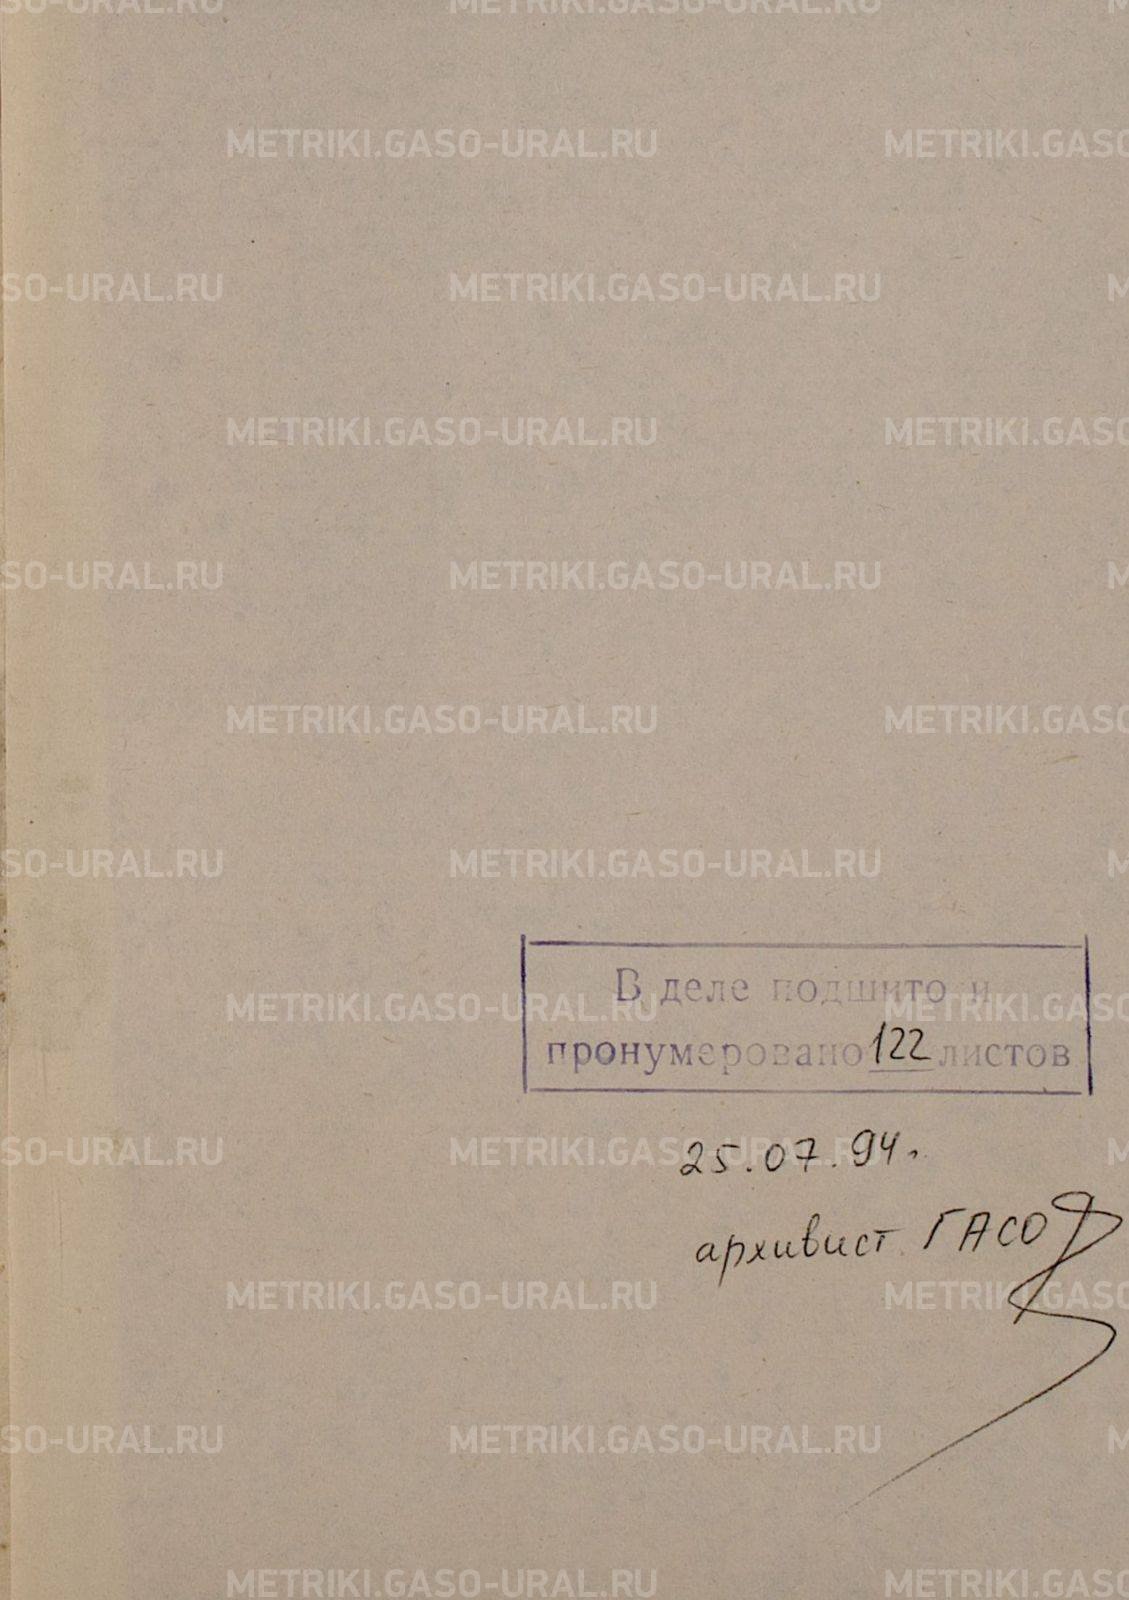 В деле подшито и
пронумеровано 122 листов
25.07.94.
архивист ГАСО